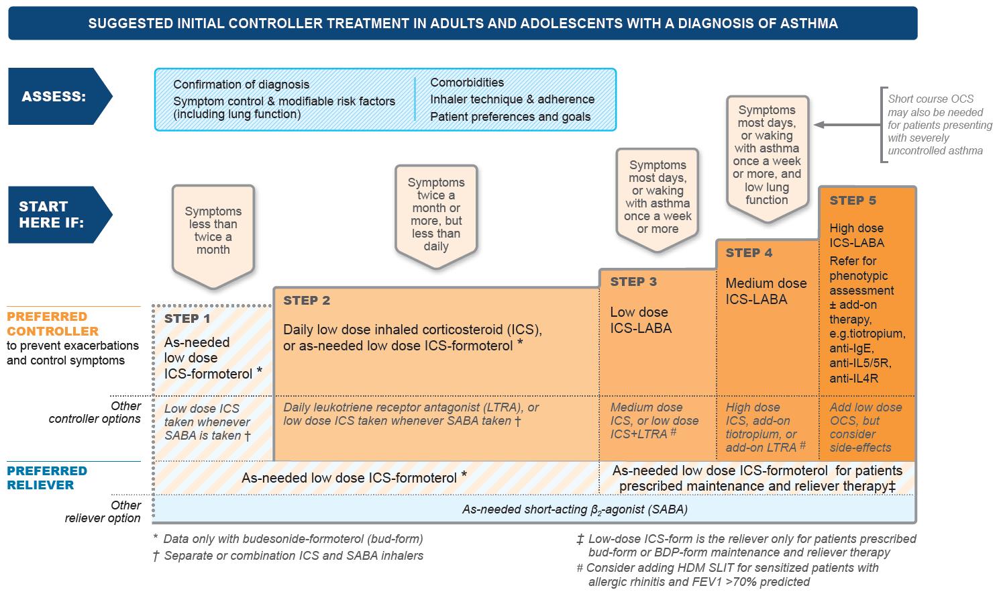 SUGGESTED INITIAL CONTROLLER TREATMENT IN ADULTS AND ADOLESCENTS WITH A DIAGNOSIS OF ASTHMA
ASSESS:
Confirmation of diagnosis
Symptom control & modifiable risk factors
(including lung function)
Comorbidities
Inhaler technique & adherence
Patient preferences and goals
Short course OCS
may also be needed
for patients presenting
with severely
uncontrolled asthma
START
HERE IF:
Symptoms
less than
twice a
month
Symptoms
twice a
month or
more, but
less than
daily
Symptoms
most days,
or waking
with asthma
once a week
or more
Symptoms
most days,
or waking
with asthma
once a week
or more, and
low lung
function
PREFERRED
CONTROLLER
to prevent exacerbations
and control symptoms
STEP 1
As-needed
low dose
ICS-formoterol *
STEP 2
Daily low dose inhaled corticosteroid (ICS),
or as-needed low dose ICS-formoterol *
STEP 3
Low dose
ICS-LABA
STEP 4
Medium dose
ICS-LABA
STEP 5
High dose
ICS-LABA
Refer for
phenotypic
assessment
± add-on
therapy,
e.g.tiotropium,
anti-IgE,
anti-IL5/5R,
anti-IL4R
Other
controller options
Low dose ICS
taken whenever
SABA is taken †
Daily leukotriene receptor antagonist (LTRA), or
low dose ICS taken whenever SABA taken †
Medium dose
ICS, or low dose
ICS+LTRA #
High dose
ICS, add-on
tiotropium, or
add-on LTRA #
Add low dose
OCS, but
consider
side-effects
PREFERRED
RELIEVER
As-needed low dose ICS-formoterol *
As-needed low dose ICS-formoterol for patients
prescribed maintenance and reliever therapy‡
Other
reliever option
As-needed short-acting β2-agonist (SABA)
* Data only with budesonide-formoterol (bud-form)
† Separate or combination ICS and SABA inhalers
‡ Low-dose ICS-form is the reliever only for patients prescribed
bud-form or BDP-form maintenance and reliever therapy
# Consider adding HDM SLIT for sensitized patients with
allergic rhinitis and FEV1 >70% predicted